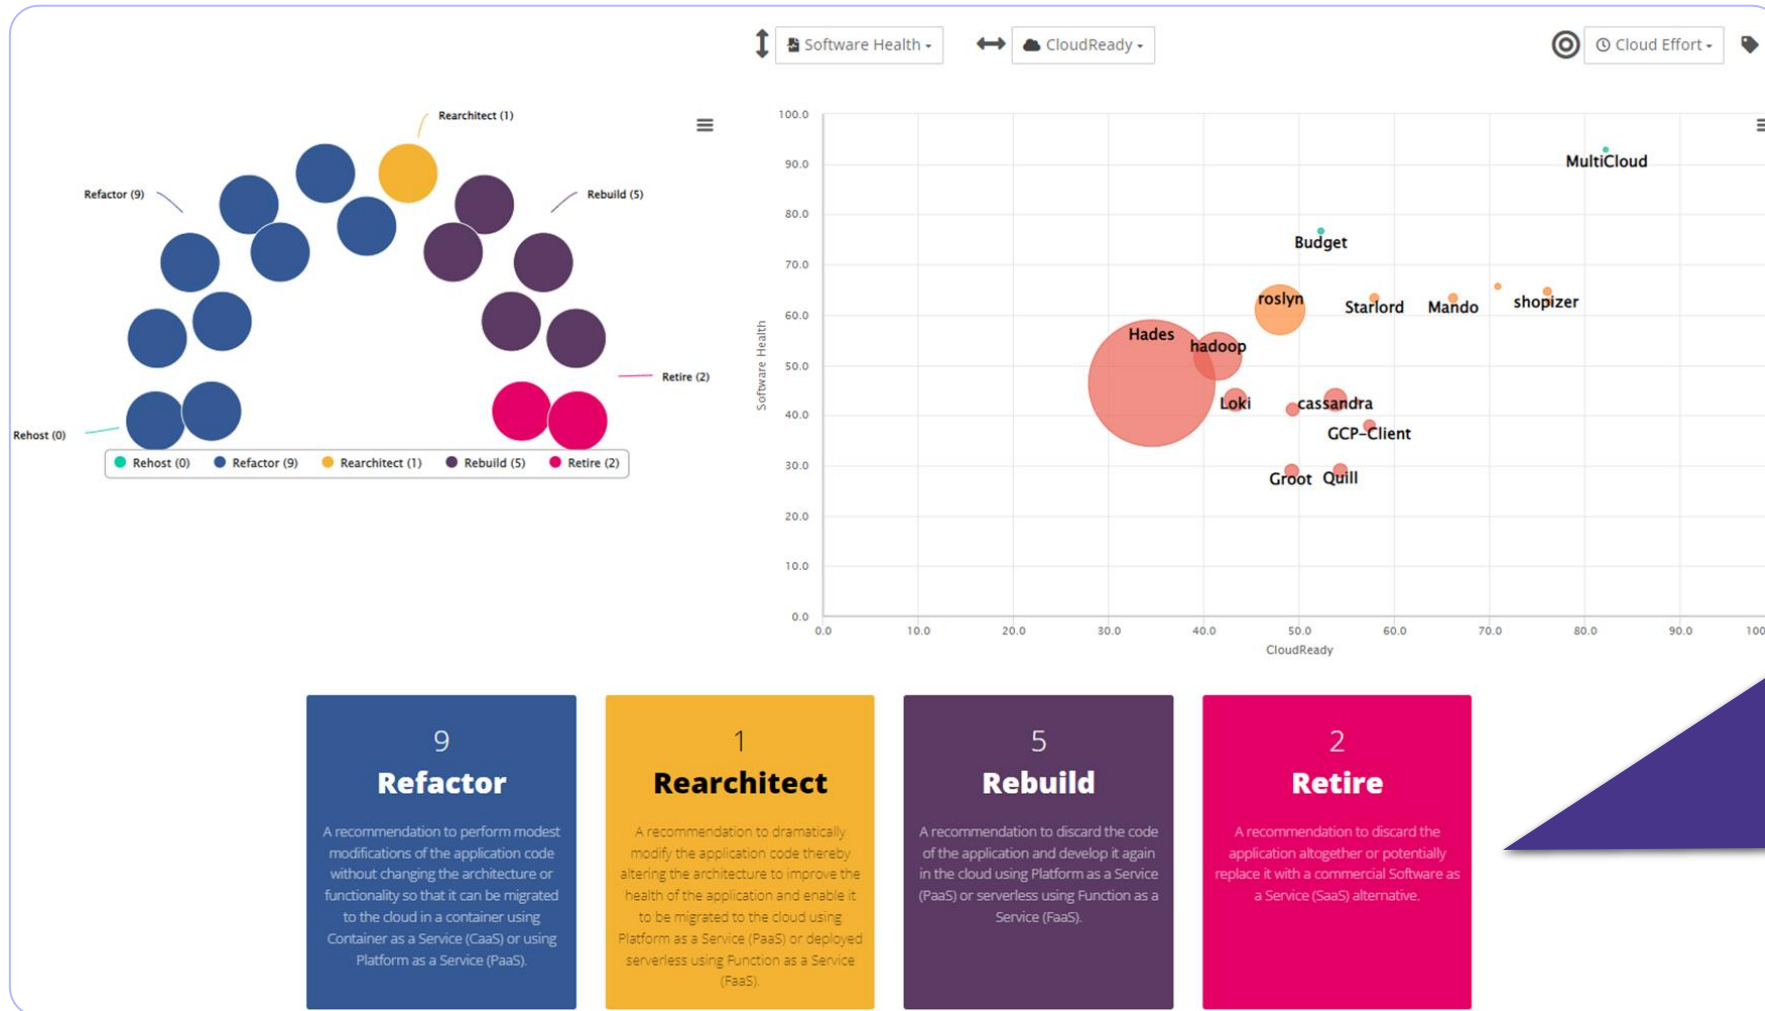 Software Health
CloudReady
Cloud Effort
Rearchitect (1)
Refactor (9)
Rebuild (5)
Retire (2)
Rehost (0)
Rehost (0) Refactor (9) Rearchitect (1) Rebuild (5) Retire (2)
100.0
90.0
80.0
70.0
60.0
50.0
40.0
30.0
20.0
10.0
0.0
Software Health
MultiCloud
Budget
roslyn
Starlord
Mando
shopizer
Hades
hadoop
Loki
cassandra
GCP-Client
Groot
Quill
0.0 10.0 20.0 30.0 40.0 50.0 60.0 70.0 80.0 90.0 100
CloudReady
9
Refactor
A recommendation to perform modest
modifications of the application code
without changing the architecture or
functionality so that it can be migrated
to the cloud in a container using
Container as a Service (CaaS) or using
Platform as a Service (PaaS).
1
Rearchitect
A recommendation to dramatically
modify the application code thereby
altering the architecture to improve the
health of the application and enable it
to be migrated to the cloud using
Platform as a Service (PaaS) or deployed
serverless using Function as a Service
(FaaS).
5
Rebuild
A recommendation to discard the code
of the application and develop it again
in the cloud using Platform as a Service
(PaaS) or serverless using Function as a
Service (FaaS).
2
Retire
A recommendation to discard the
application altogether or potentially
replace it with a commercial Software as
a Service (SaaS) alternative.